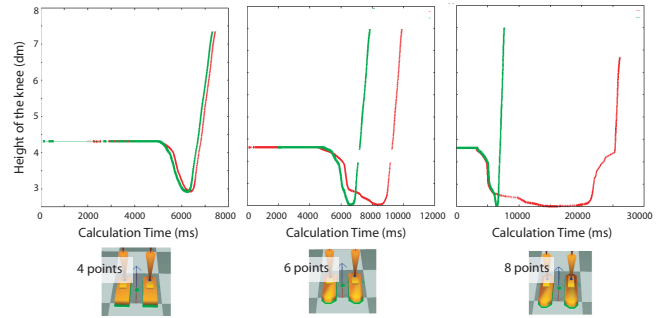 8
7
6
5
4
3
Height of the knee (dm)
0 2000 4000 6000 8000
0 2000 4000 6000 8000 10000 12000
0 10000 20000 30000
Calculation Time (ms) Calculation Time (ms) Calculation Time (ms)
4 points 6 points 8 points